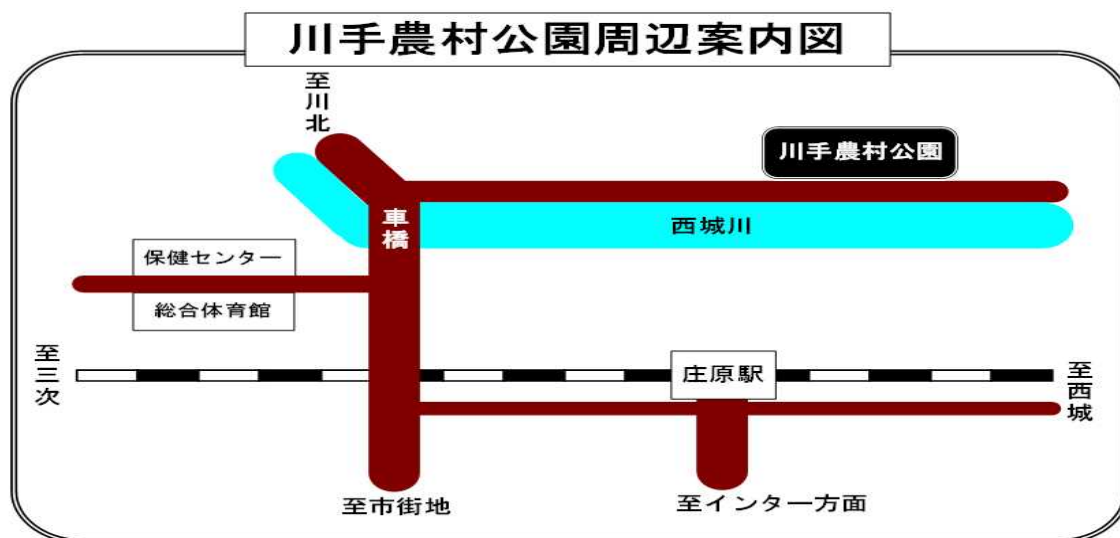 川手農村公園周辺案内図
至川北
川手農村公園
車橋
西城川
保健センター
総合体育館
至三次
庄原駅
至西城
至市街地
至インター方面